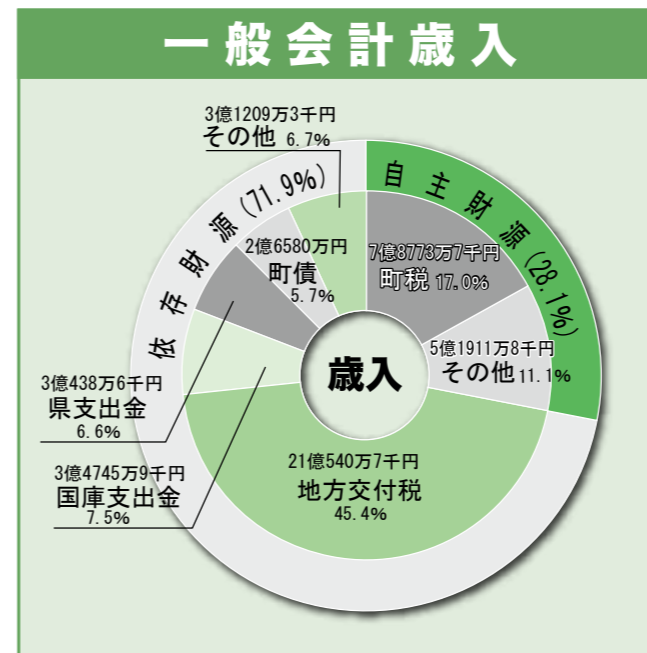 一般会計歳入
3億1209万3千円
その他 6.7%
自主財源(28.1%)
依存財源(71.9%)
7億8773万7千円
町税 17.0%
2億6580万円
町債
5.7%
5億1911万8千円
その他 11.1%
歳入
3億438万6千円
県支出金
6.6%
3億4745万9千円
国庫支出金
7.5%
21億540万7千円
地方交付税
45.4%